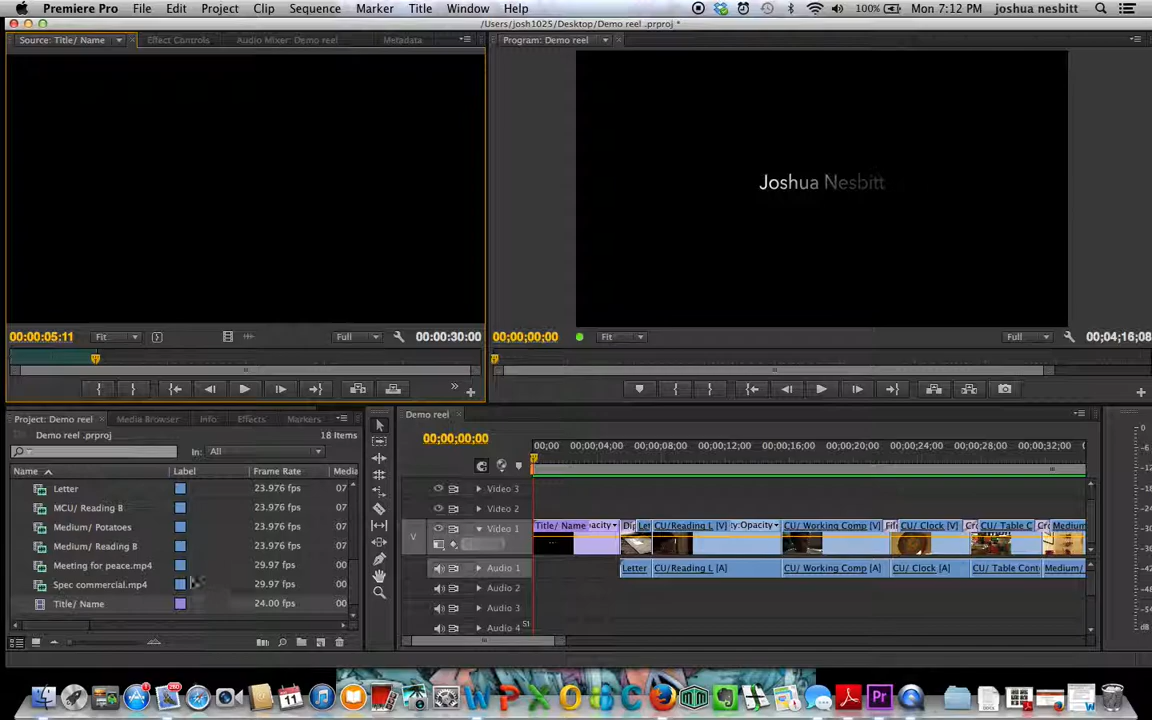 Premiere Pro File Edit Project Clip Sequence Marker Title Window Help 100% Mon 7:12 PM joshua nesbitt
/Users/josh1025/Desktop/Demo reel .prproj *
Source: Title/ Name Effect Controls Audio Mixer: Demo reel Metadata
Program: Demo reel
Joshua Nesbitt
00:00:05:11 Fit Full 00:00:30:00
00;00;00;00 Fit Full 00;04;16;08
Project: Demo reel Media Browser Info Effects Markers
Demo reel .prproj 18 Items
In: All
Name Label Frame Rate Media
Letter 23.976 fps 07
MCU/ Reading B 23.976 fps 07
Medium/ Potatoes 23.976 fps 07
Medium/ Reading B 23.976 fps 07
Meeting for peace.mp4 29.97 fps 00
Spec commercial.mp4 29.97 fps 00
Title/ Name 24.00 fps 00
Demo reel
00;00;00;00
00;00 00;00;04;00 00;00;08;00 00;00;12;00 00;00;16;00 00;00;20;00 00;00;24;00 00;00;28;00 00;00;32;00
Video 3
Video 2
V Video 1 Title/ Name acity:Opacity Dip Let CU/Reading L [V] ty:Opacity CU/ Working Comp [V] CU/ Clock [V] Cro CU/ Table C Cro Medium
Audio 1 Letter CU/Reading L [A] CU/ Working Comp [A] CU/ Clock [A] CU/ Table Cont Medium/
Audio 2
Audio 3
Audio 4
0
Pr